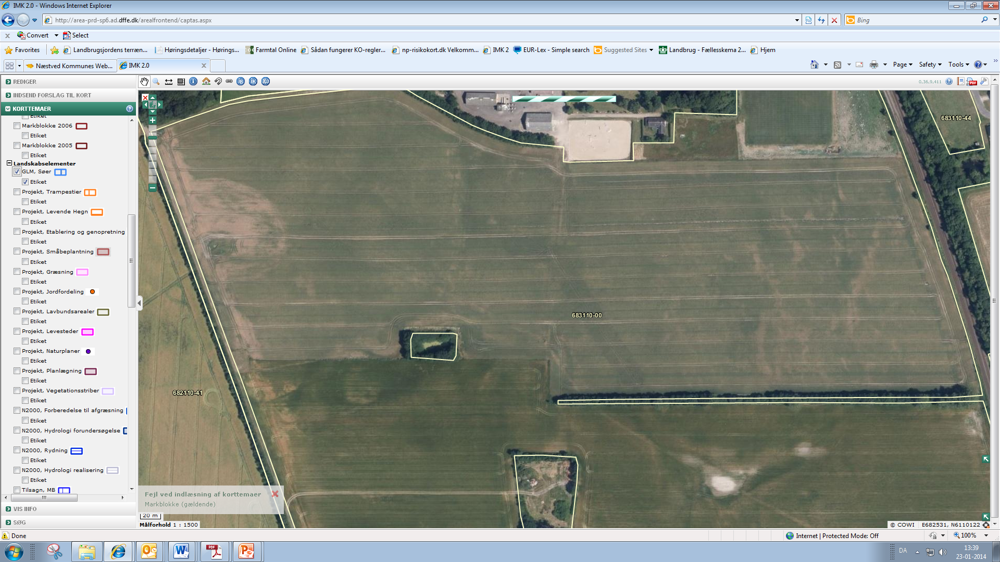 IMK 2.0 - Windows Internet Explorer
http://area-prd-sp6.ad.dffe.dk/arealfrontend/captas.aspx
Bing
x Convert Select
Favorites Landbrugsjordens terræn... Høringsdetaljer - Hørings... Farmtal Online Sådan fungerer KO-regler... np-risikokort.dk Velkomm... IMK 2 EUR-Lex - Simple search Suggested Sites Landbrug - Fællesskema 2... Hjem
Næstved Kommunes Web... IMK 2.0 x
Page Safety Tools
REDIGER
0.36.9.411
INDSEND FORSLAG TIL KORT
KORTTEMAER
Etiket
Markblokke 2006
Etiket
Markblokke 2005
Etiket
Landskabselementer
GLM, Søer
Etiket
Projekt, Trampestier
Etiket
Projekt, Levende Hegn
Etiket
Projekt, Etablering og genopretning
Etiket
Projekt, Småbeplantning
Etiket
Projekt, Græsning
Etiket
Projekt, Jordfordeling
Etiket
Projekt, Lavbundsarealer
Etiket
Projekt, Levesteder
Etiket
Projekt, Naturplaner
Etiket
Projekt, Planlægning
Etiket
Projekt, Vegetationsstriber
Etiket
N2000, Forberedelse til afgræsning
Etiket
N2000, Hydrologi forundersøgelse
Etiket
N2000, Rydning
Etiket
N2000, Hydrologi realisering
Etiket
Tilsagn, MB
VIS INFO
SØG
683110-44
683110-00
682110-41
Fejl ved indlæsning af korttemaer
Markblokke (gældende)
20 m
Målforhold 1 : 1500
© COWI E682531, N6110122
Done
Internet | Protected Mode: Off
100%
PDF
DA
13:39
23-01-2014